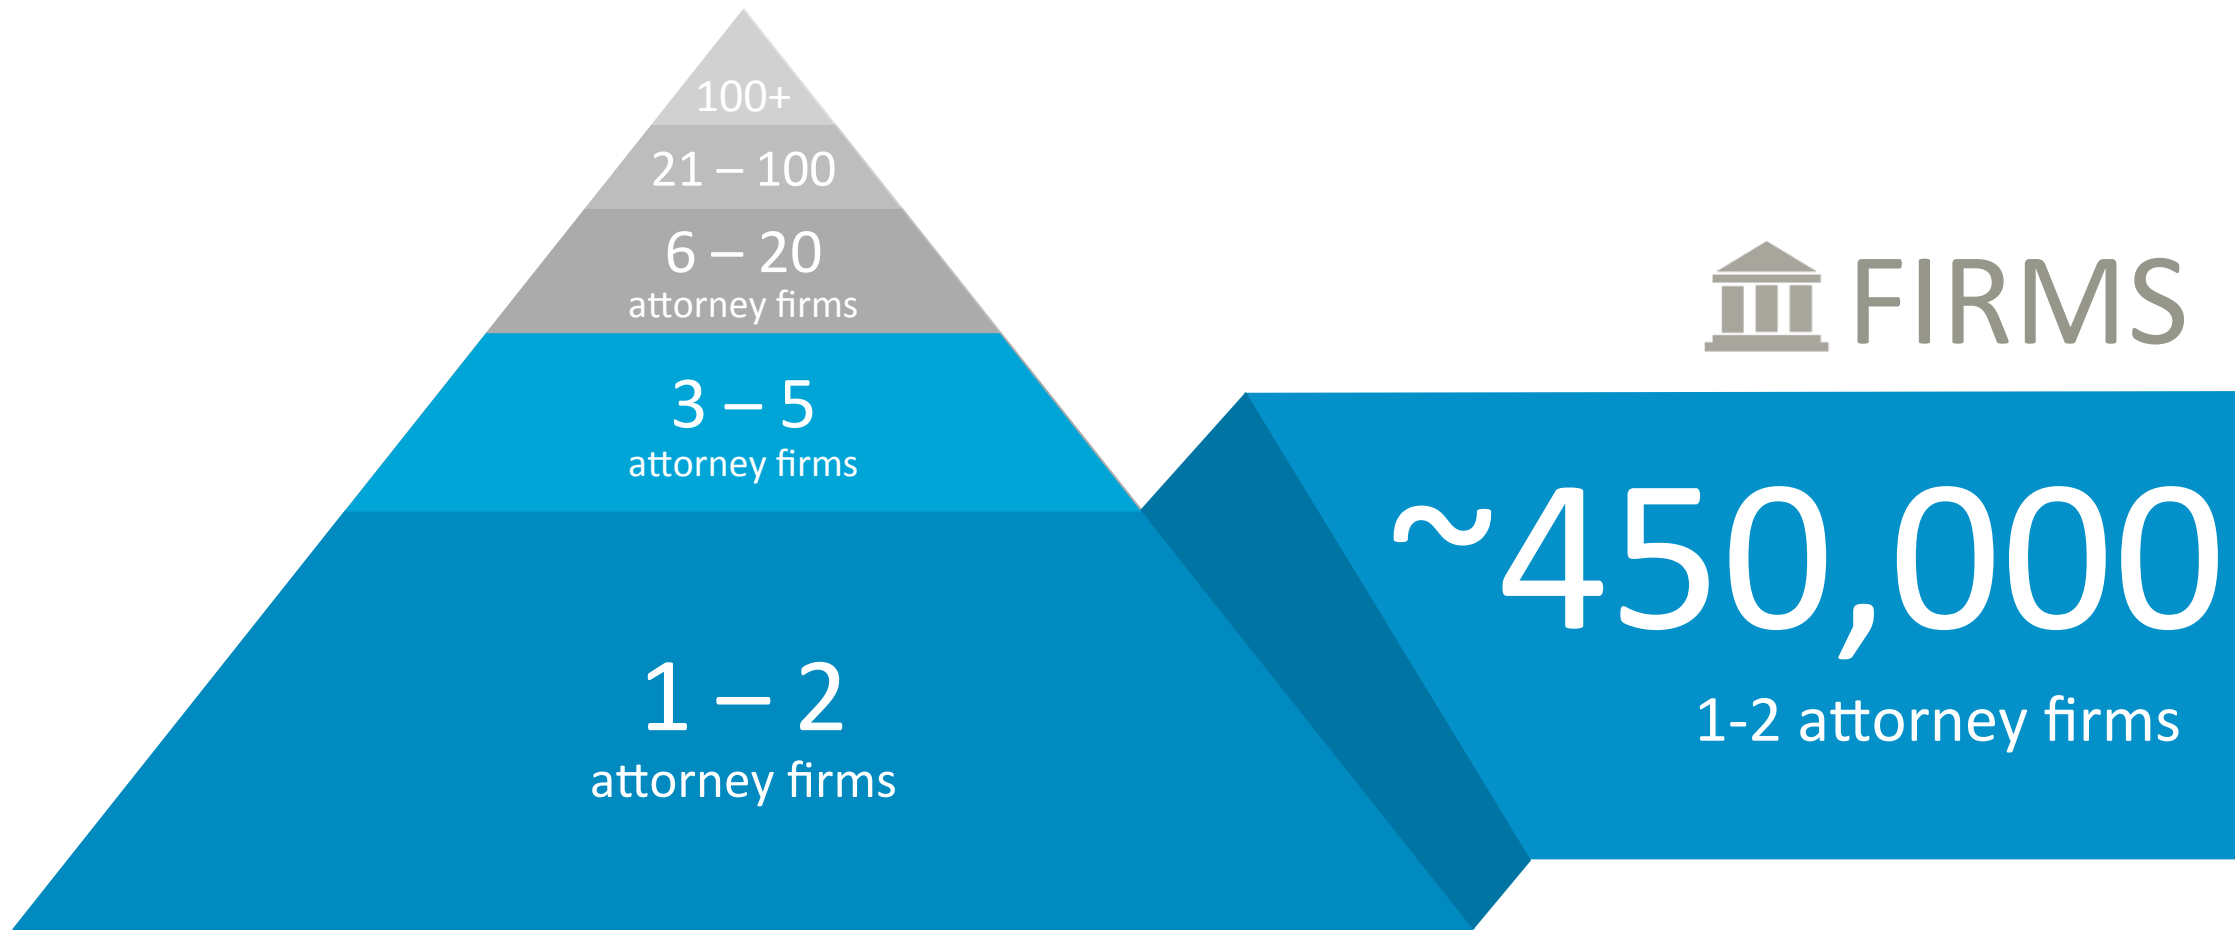 100+
21 – 100
6 – 20
attorney firms
3 – 5
attorney firms
1 – 2
attorney firms
FIRMS
~450,000
1-2 attorney firms